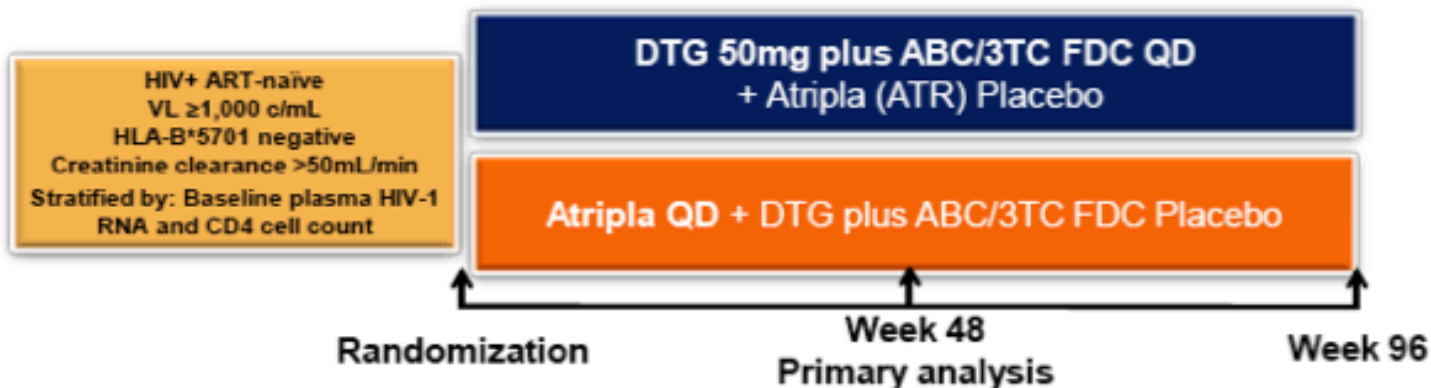 HIV+ ART-naïve
VL ≥1,000 c/mL
HLA-B*5701 negative
Creatinine clearance >50mL/min
Stratified by: Baseline plasma HIV-1
RNA and CD4 cell count
DTG 50mg plus ABC/3TC FDC QD
+ Atripla (ATR) Placebo
Atripla QD + DTG plus ABC/3TC FDC Placebo
Randomization
Week 48
Primary analysis
Week 96